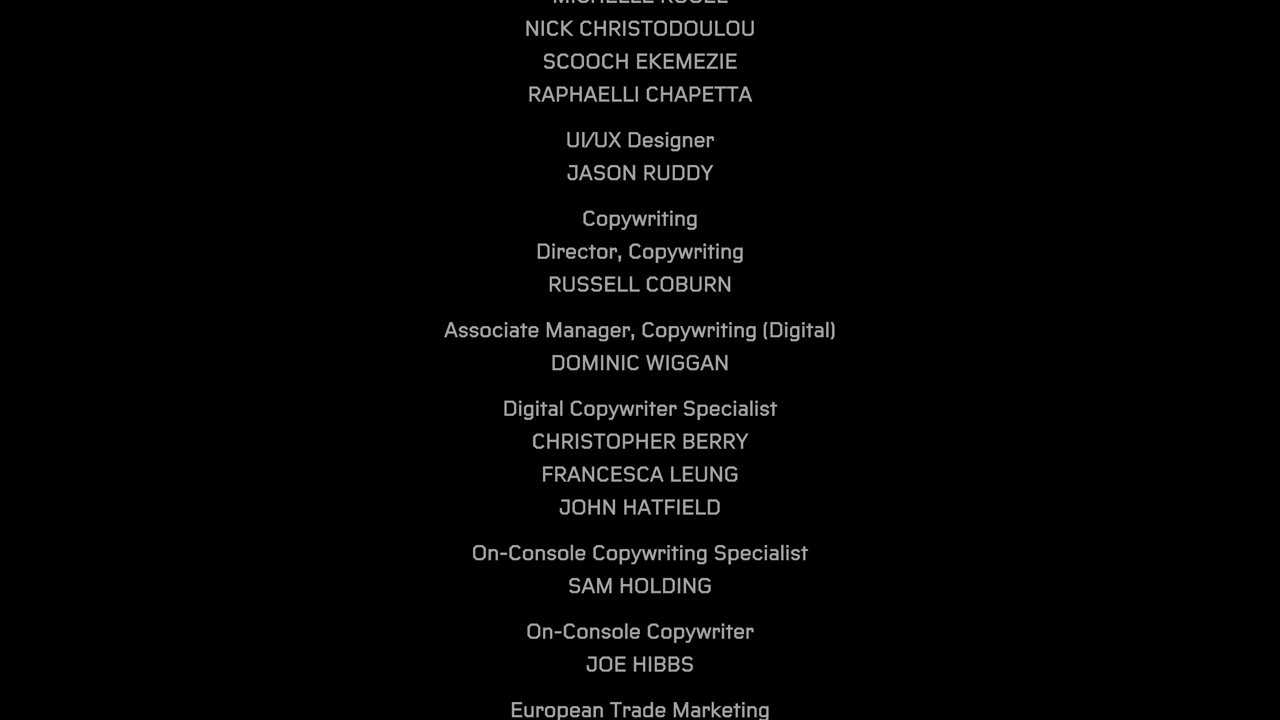 NICK CHRISTODOULOU
SCOOCH EKEMEZIE
RAPHAELLI CHAPETTA
UI/UX Designer
JASON RUDDY
Copywriting
Director, Copywriting
RUSSELL COBURN
Associate Manager, Copywriting (Digital)
DOMINIC WIGGAN
Digital Copywriter Specialist
CHRISTOPHER BERRY
FRANCESCA LEUNG
JOHN HATFIELD
On-Console Copywriting Specialist
SAM HOLDING
On-Console Copywriter
JOE HIBBS
European Trade Marketing